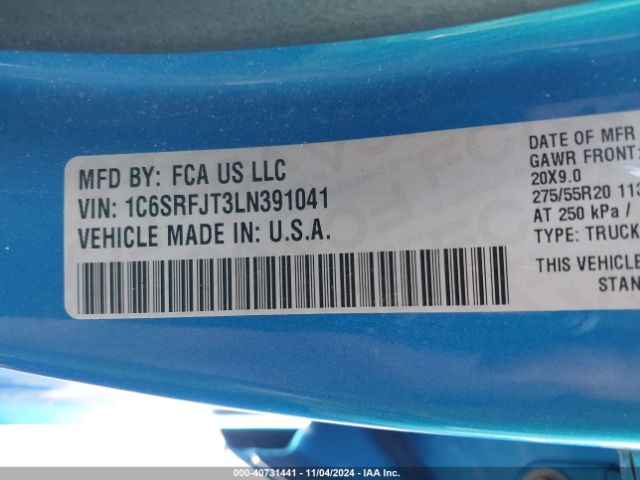 MFD BY: FCA US LLC
VIN: 1C6SRFJT3LN391041
VEHICLE MADE IN: U.S.A.
DATE OF MFR
GAWR FRONT:
20X9.0
275/55R20 113
AT 250 kPa /
TYPE: TRUCK
THIS VEHICLE
STAN
000-40731441 - 11/04/2024 - IAA Inc.